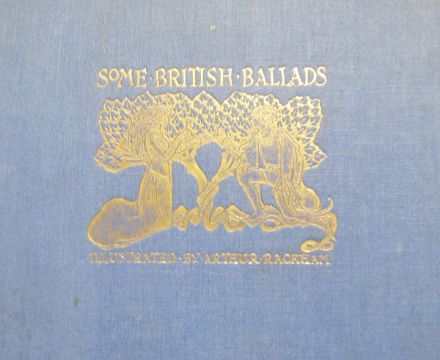 SOME·BRITISH·BALLADS
ILLUSTRATED·BY·ARTHUR·RACKHAM